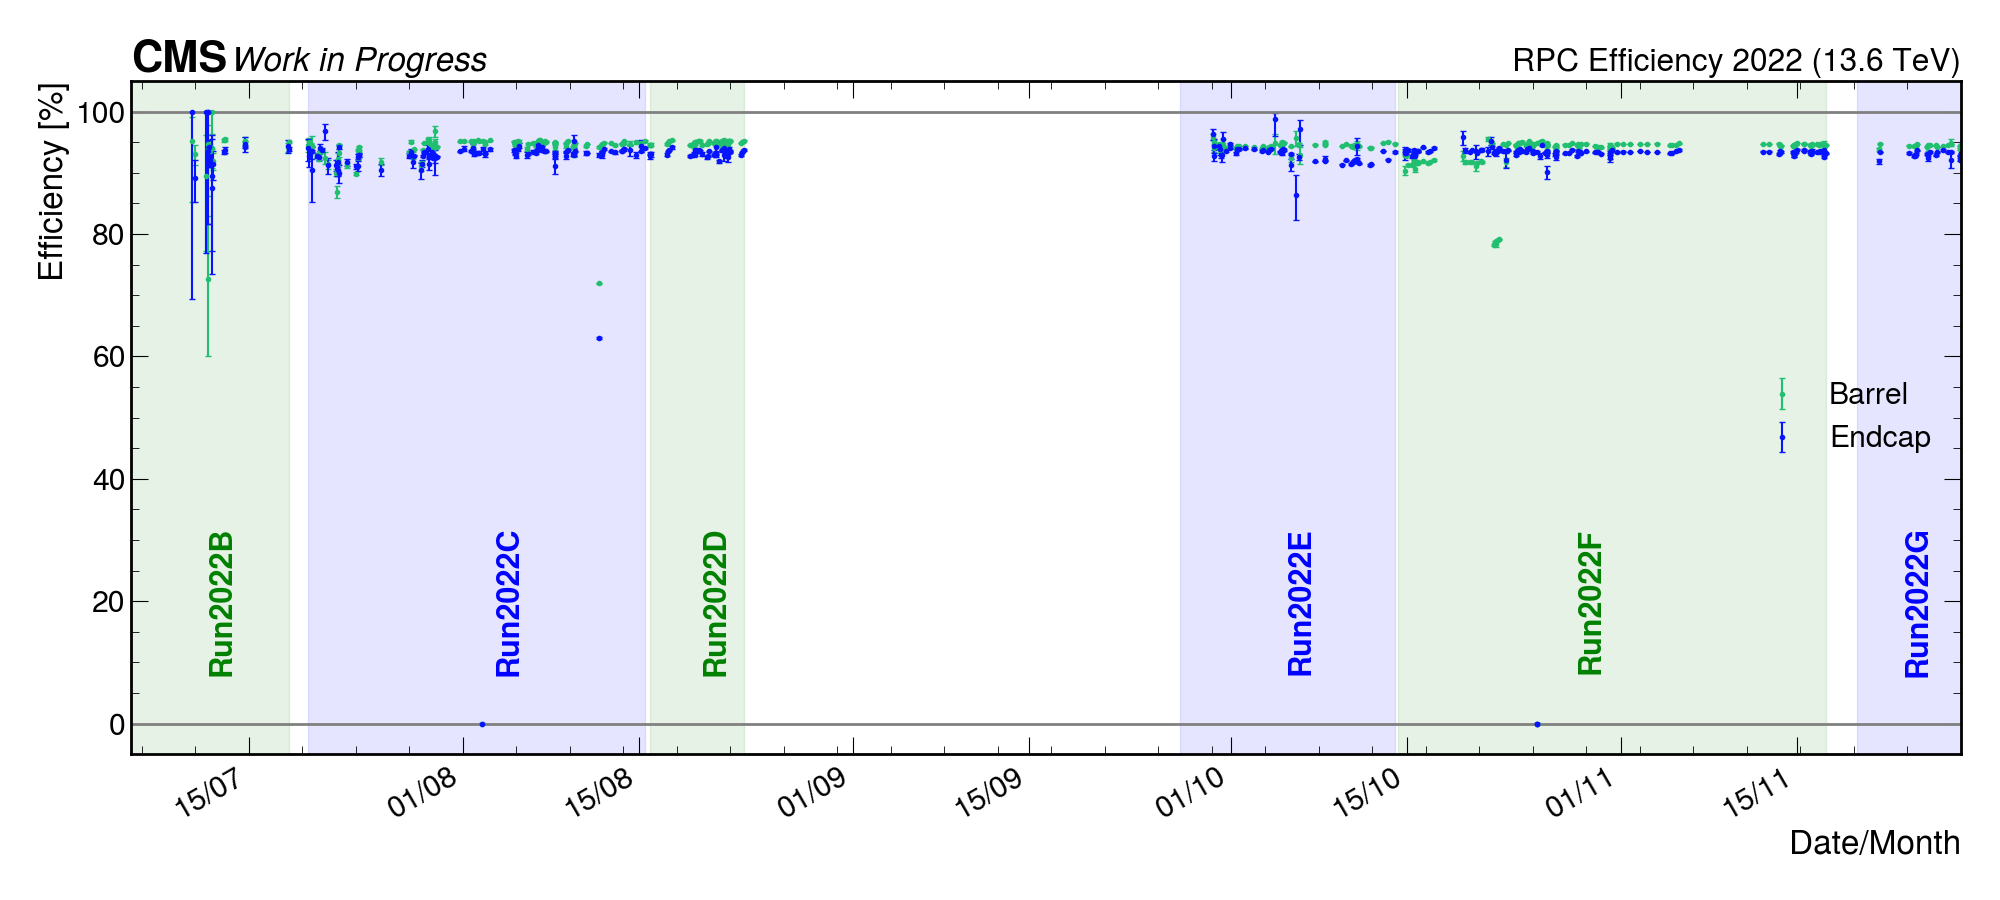 CMS Work in Progress
RPC Efficiency 2022 (13.6 TeV)
Efficiency [%]
100
80
60
40
20
0
Barrel
Endcap
Run2022B
Run2022C
Run2022D
Run2022E
Run2022F
Run2022G
15/07
01/08
15/08
01/09
15/09
01/10
15/10
01/11
15/11
Date/Month